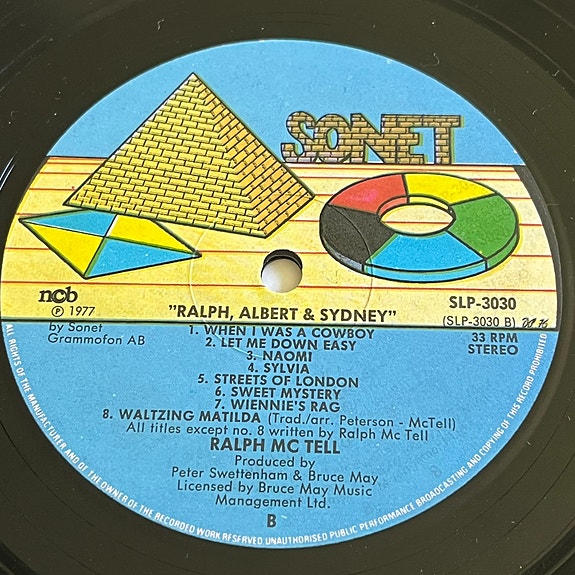 SONET
ncb
℗ 1977
by Sonet
Grammofon AB
"RALPH, ALBERT & SYDNEY"
SLP-3030
(SLP-3030 B)
33 RPM
STEREO
1. WHEN I WAS A COWBOY
2. LET ME DOWN EASY
3. NAOMI
4. SYLVIA
5. STREETS OF LONDON
6. SWEET MYSTERY
7. WIENNIE'S RAG
8. WALTZING MATILDA (Trad./arr. Peterson - McTell)
All titles except no. 8 written by Ralph Mc Tell
RALPH MC TELL
Produced by
Peter Swettenham & Bruce May
Licensed by Bruce May Music
Management Ltd.
B
ALL RIGHTS OF THE MANUFACTURER AND OF THE OWNER OF THE RECORDED WORK RESERVED UNAUTHORISED PUBLIC PERFORMANCE BROADCASTING AND COPYING OF THIS RECORD PROHIBITED